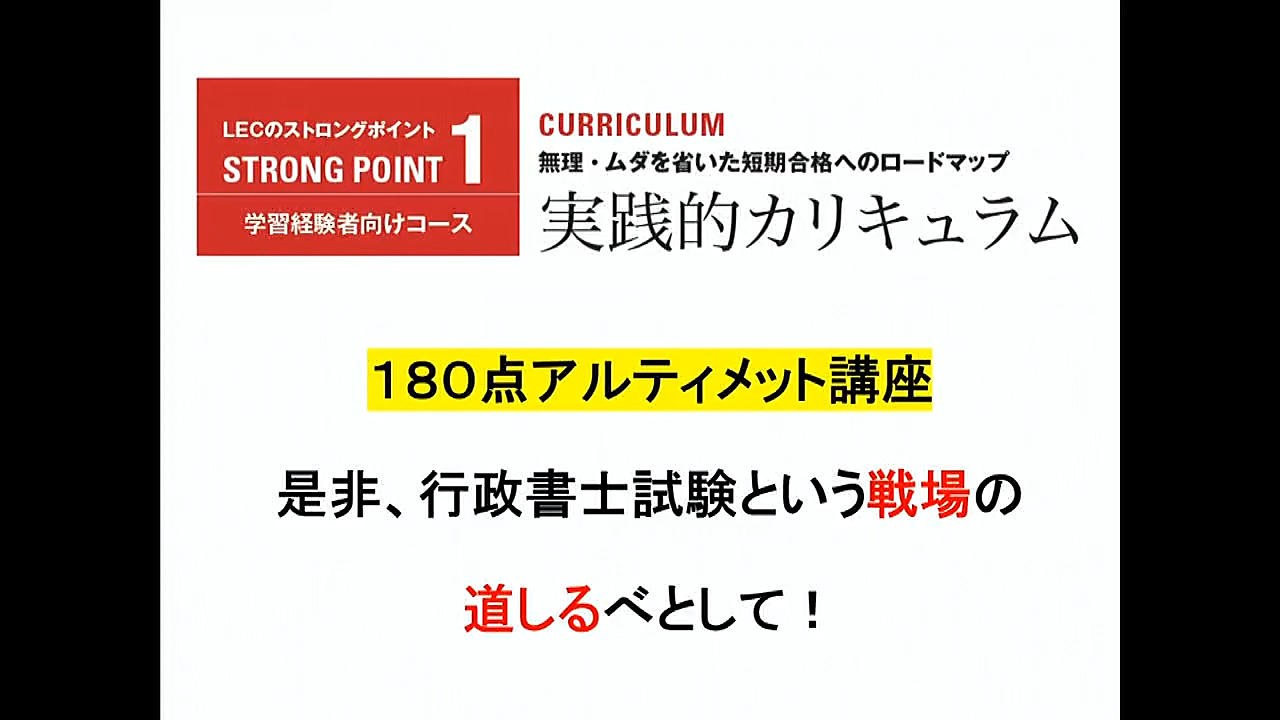 LECのストロングポイント
STRONG POINT 1
学習経験者向けコース
CURRICULUM
無理・ムダを省いた短期合格へのロードマップ
実践的カリキュラム
１８０点アルティメット講座
是非、行政書士試験という戦場の
道しるべとして！